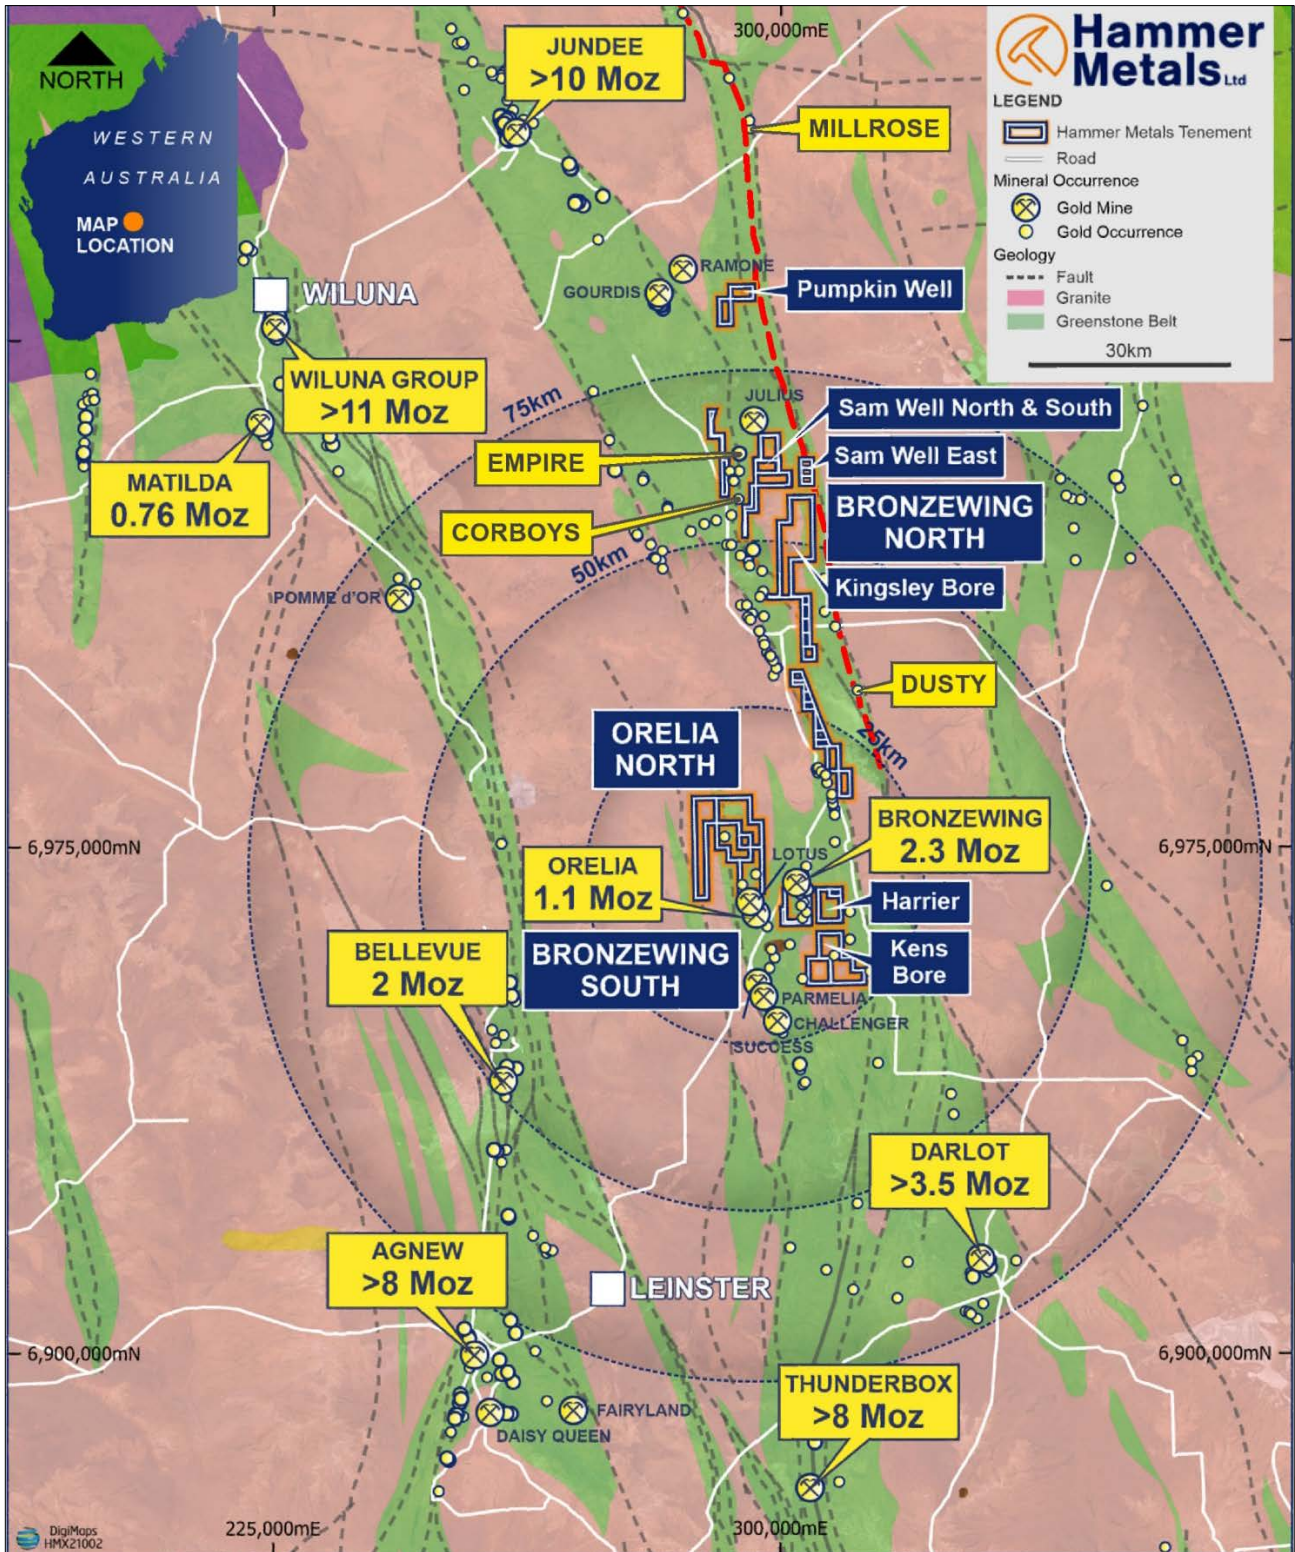 NORTH
WESTERN
AUSTRALIA
MAP
LOCATION
JUNDEE
>10 Moz
300,000mE
Hammer
Metals Ltd
LEGEND
Hammer Metals Tenement
Road
Mineral Occurrence
Gold Mine
Gold Occurrence
Geology
Fault
Granite
Greenstone Belt
30km
MILLROSE
RAMONE
GOURDIS
Pumpkin Well
WILUNA
WILUNA GROUP
>11 Moz
75km
JULIUS
Sam Well North & South
EMPIRE
Sam Well East
MATILDA
0.76 Moz
CORBOYS
BRONZEWING
NORTH
50km
Kingsley Bore
POMME d'OR
DUSTY
ORELIA
NORTH
25km
6,975,000mN
BRONZEWING
2.3 Moz
6,975,000mN
LOTUS
ORELIA
1.1 Moz
Harrier
BELLEVUE
2 Moz
BRONZEWING
SOUTH
Kens
Bore
PARMELIA
CHALLENGER
SUCCESS
DARLOT
>3.5 Moz
AGNEW
>8 Moz
LEINSTER
6,900,000mN
6,900,000mN
THUNDERBOX
>8 Moz
FAIRYLAND
DAISY QUEEN
225,000mE
300,000mE
DigiMaps
HMX21002